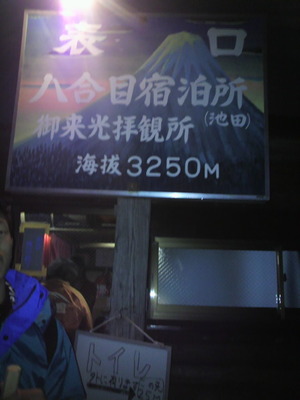 表口
八合目宿泊所
御来光拝観所
(池田)
海抜3250M
トイレ